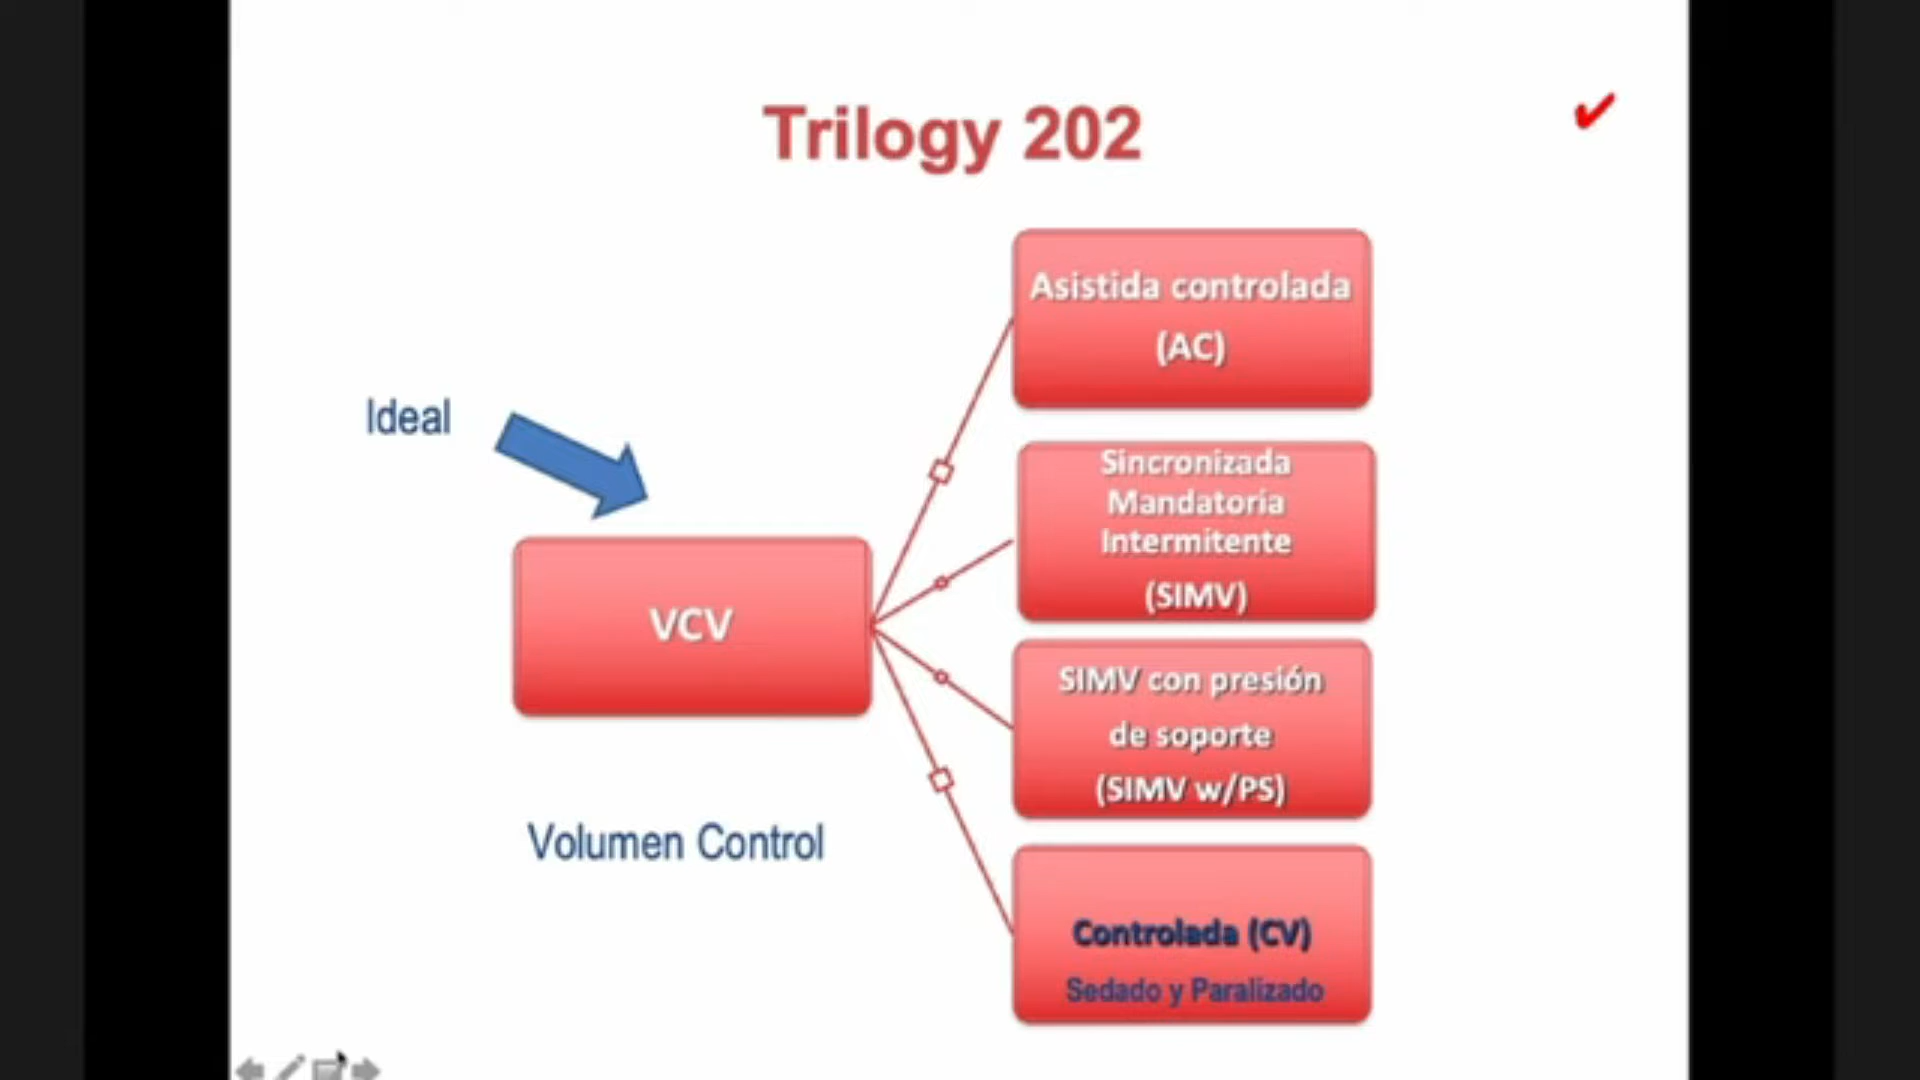 Trilogy 202
Ideal
VCV
Volumen Control
Asistida controlada
(AC)
Sincronizada
Mandatoria
Intermitente
(SIMV)
SIMV con presión
de soporte
(SIMV w/PS)
Controlada (CV)
Sedado y Paralizado